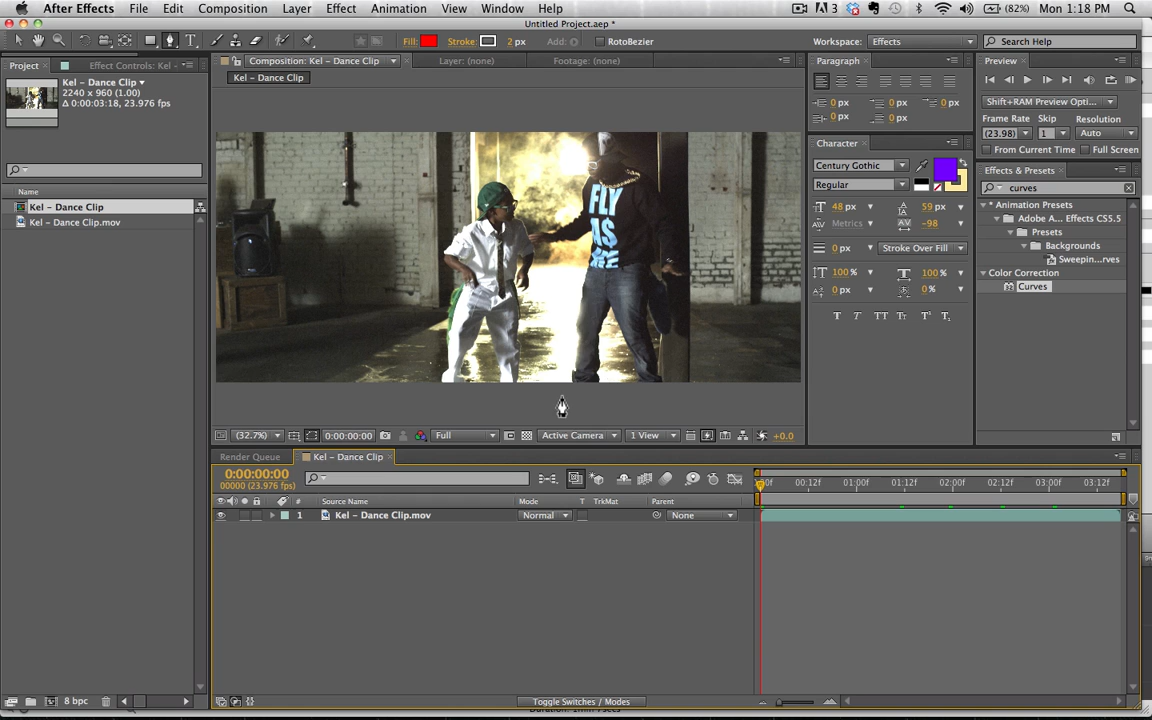 After Effects File Edit Composition Layer Effect Animation View Window Help 3 (82%) Mon 1:18 PM
Untitled Project.aep *
Fill: Stroke: 2 px Add: RotoBezier Workspace: Effects Search Help
Project Effect Controls: Kel - Composition: Kel - Dance Clip Layer: (none) Footage: (none) Paragraph Preview
Kel - Dance Clip
2240 x 960 (1.00)
Δ 0:00:03:18, 23.976 fps
Kel - Dance Clip
0 px 0 px 0 px
0 px 0 px
Shift+RAM Preview Opti...
Frame Rate Skip Resolution
(23.98) 1 Auto
From Current Time Full Screen
Character
Century Gothic
Regular
48 px 59 px
Metrics -98
0 px Stroke Over Fill
100 % 100 %
0 px 0 %
T T TT Tr T¹ T₁
Effects & Presets
curves
* Animation Presets
Adobe A... Effects CS5.5
Presets
Backgrounds
Sweepin...rves
Color Correction
Curves
Name
Kel - Dance Clip
Kel - Dance Clip.mov
FLY
AS
(32.7%) 0:00:00:00 Full Active Camera 1 View +0.0
Render Queue Kel - Dance Clip
0:00:00:00
00000 (23.976 fps)
00:12f 01:00f 01:12f 02:00f 02:12f 03:00f 03:12f
# Source Name Mode T TrkMat Parent
1 Kel - Dance Clip.mov Normal None
8 bpc Toggle Switches / Modes